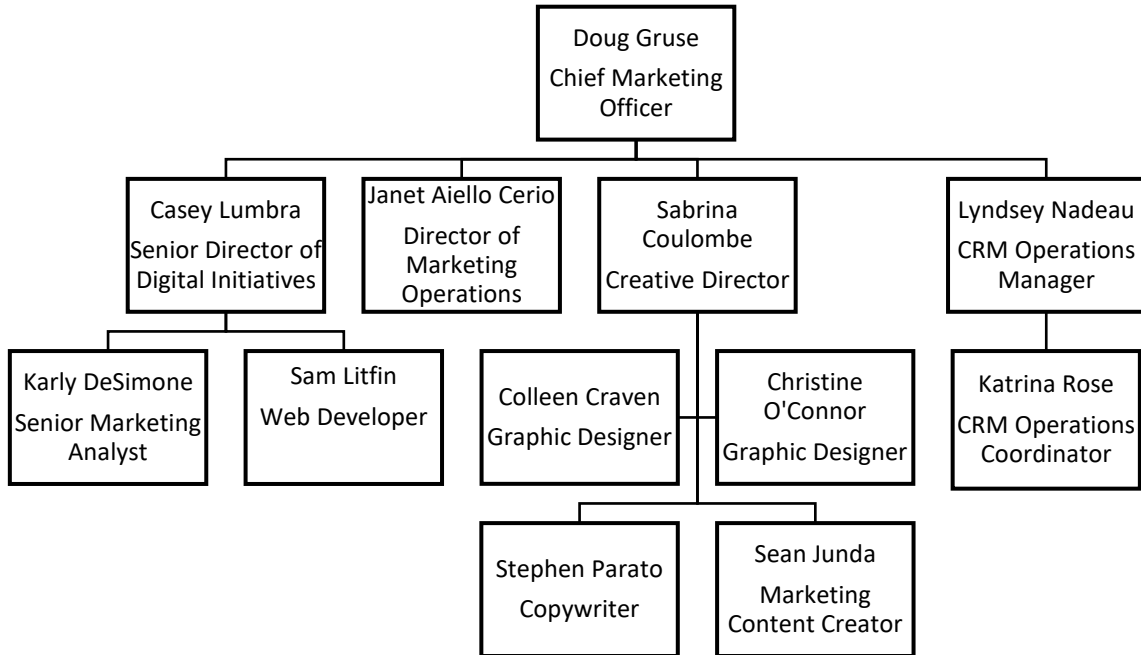 Doug Gruse
Chief Marketing
Officer
Casey Lumbra
Senior Director of
Digital Initiatives
Janet Aiello Cerio
Director of
Marketing
Operations
Sabrina
Coulombe
Creative Director
Lyndsey Nadeau
CRM Operations
Manager
Karly DeSimone
Senior Marketing
Analyst
Sam Litfin
Web Developer
Colleen Craven
Graphic Designer
Christine
O'Connor
Graphic Designer
Katrina Rose
CRM Operations
Coordinator
Stephen Parato
Copywriter
Sean Junda
Marketing
Content Creator